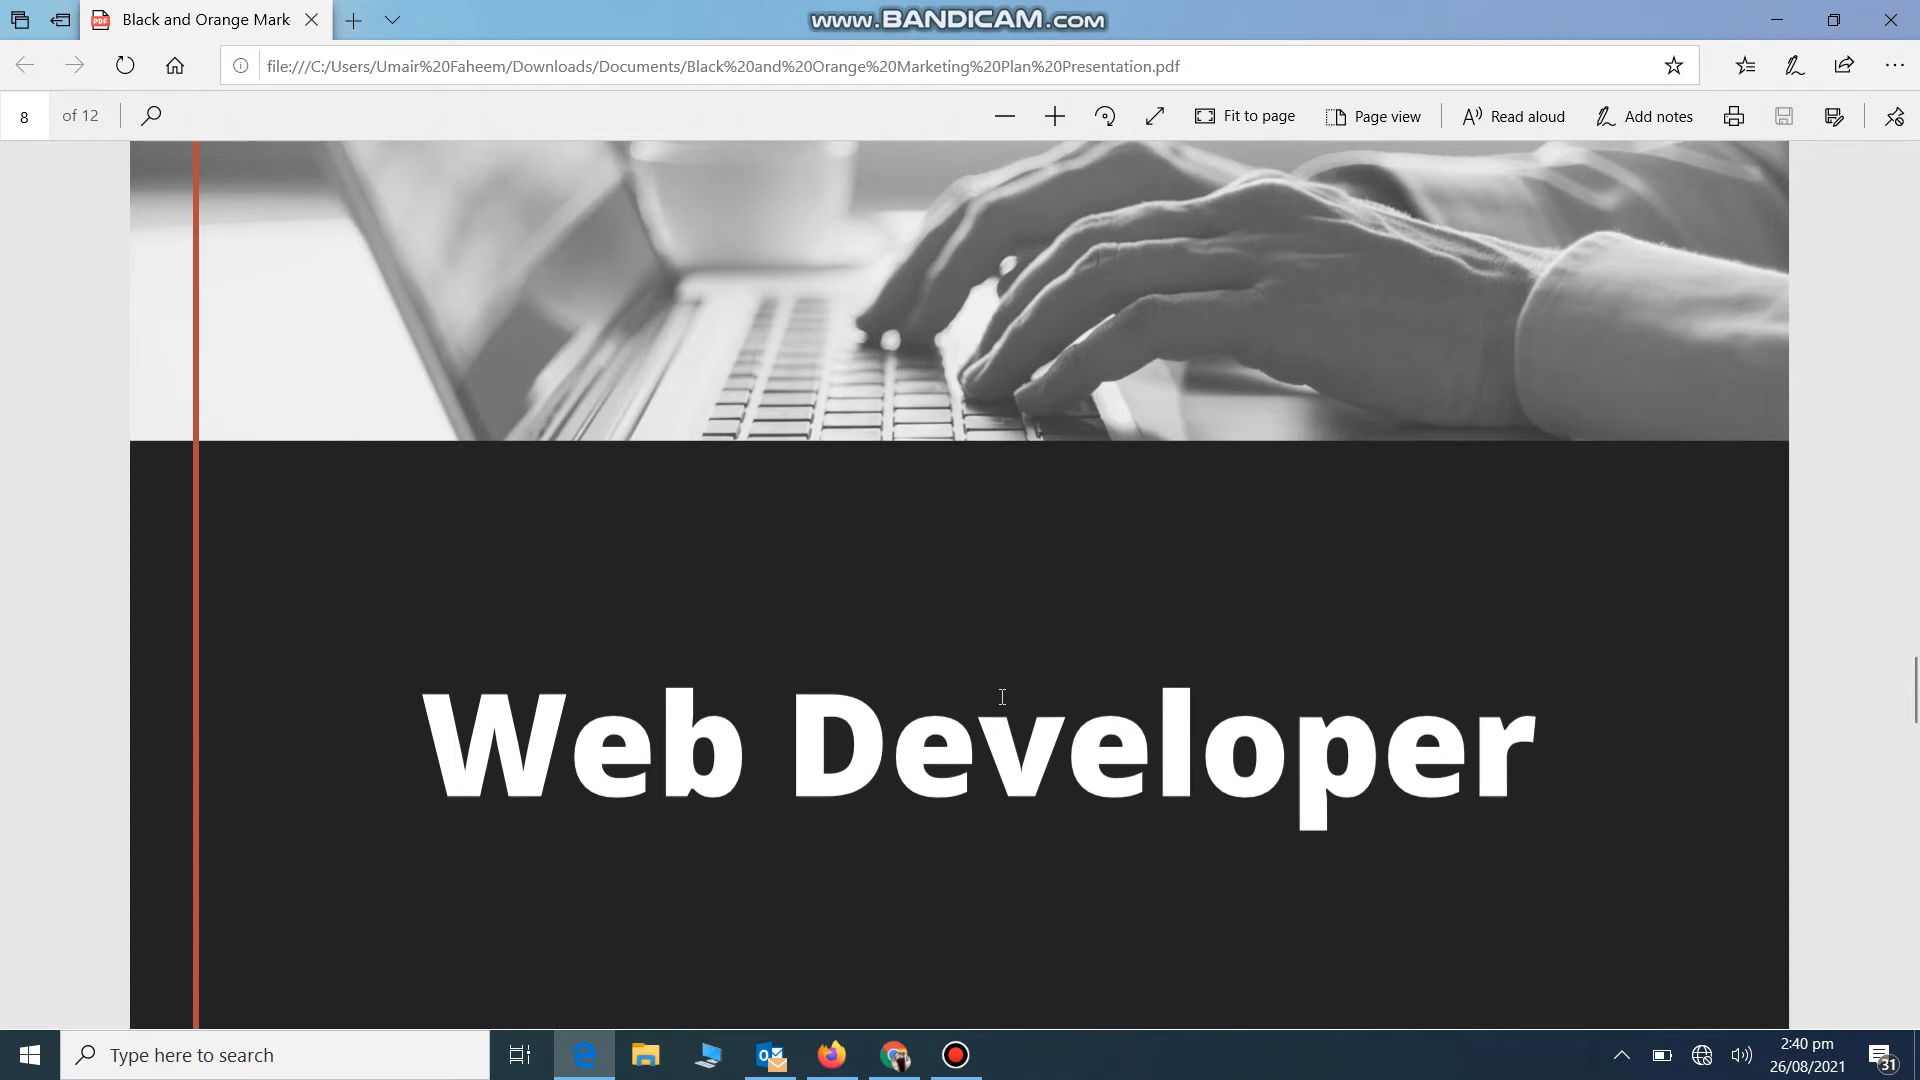 Black and Orange Mark
www.BANDICAM.com
file:///C:/Users/Umair%20Faheem/Downloads/Documents/Black%20and%20Orange%20Marketing%20Plan%20Presentation.pdf
8 of 12
Fit to page
Page view
Read aloud
Add notes
Web Developer
Type here to search
2:40 pm
26/08/2021
31